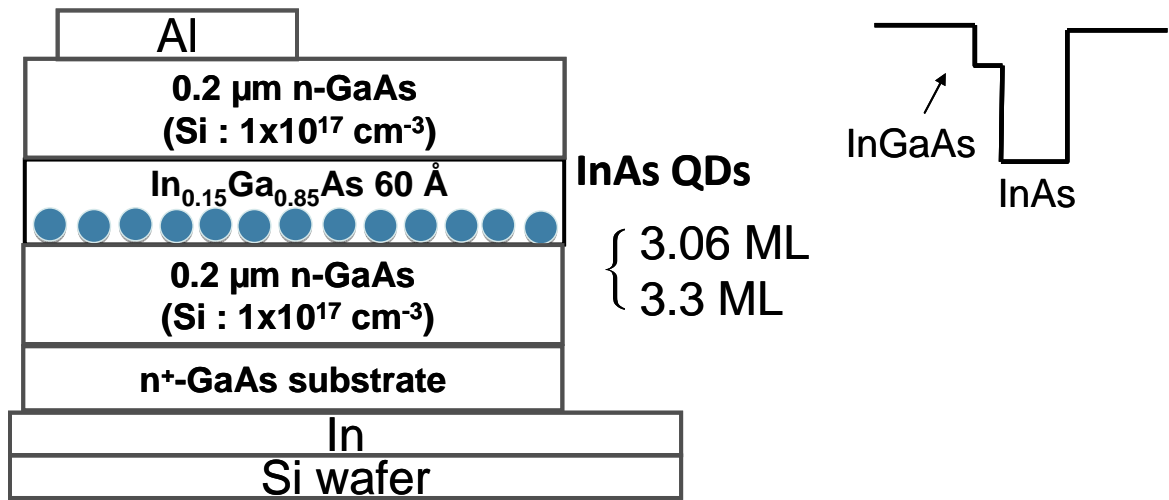 Al
0.2 µm n-GaAs
(Si : 1x10¹⁷ cm⁻³)
In₀.₁₅Ga₀.₈₅As 60 Å
InAs QDs
3.06 ML
3.3 ML
0.2 µm n-GaAs
(Si : 1x10¹⁷ cm⁻³)
n⁺-GaAs substrate
In
Si wafer
InGaAs
InAs